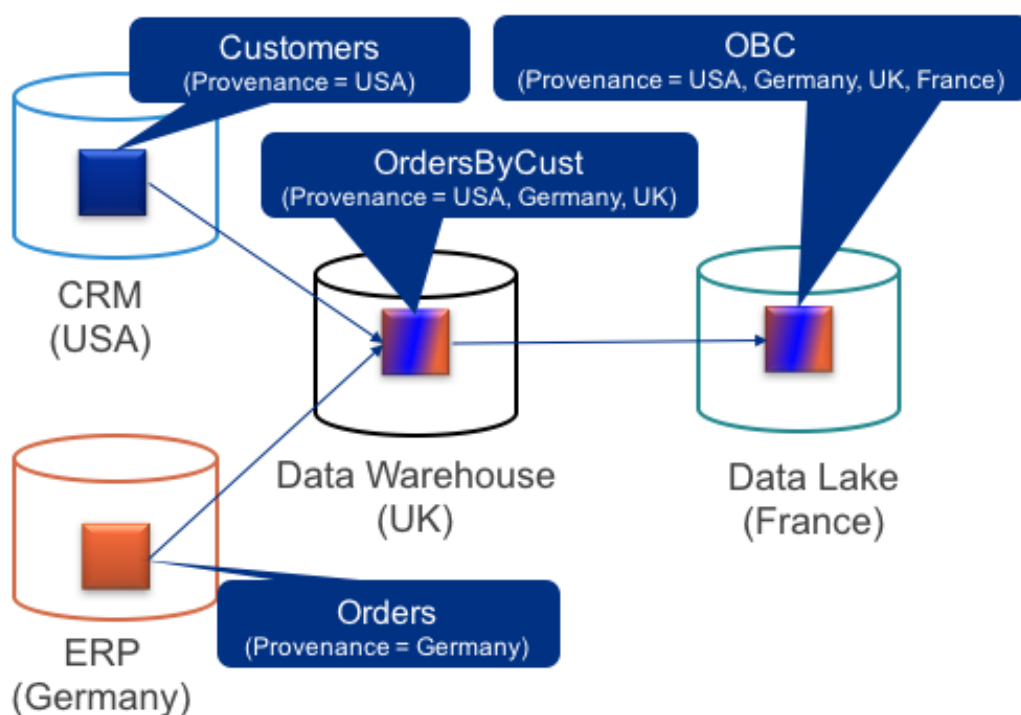 Customers
(Provenance = USA)
OBC
(Provenance = USA, Germany, UK, France)
OrdersByCust
(Provenance = USA, Germany, UK)
CRM
(USA)
Data Warehouse
(UK)
Data Lake
(France)
Orders
(Provenance = Germany)
ERP
(Germany)